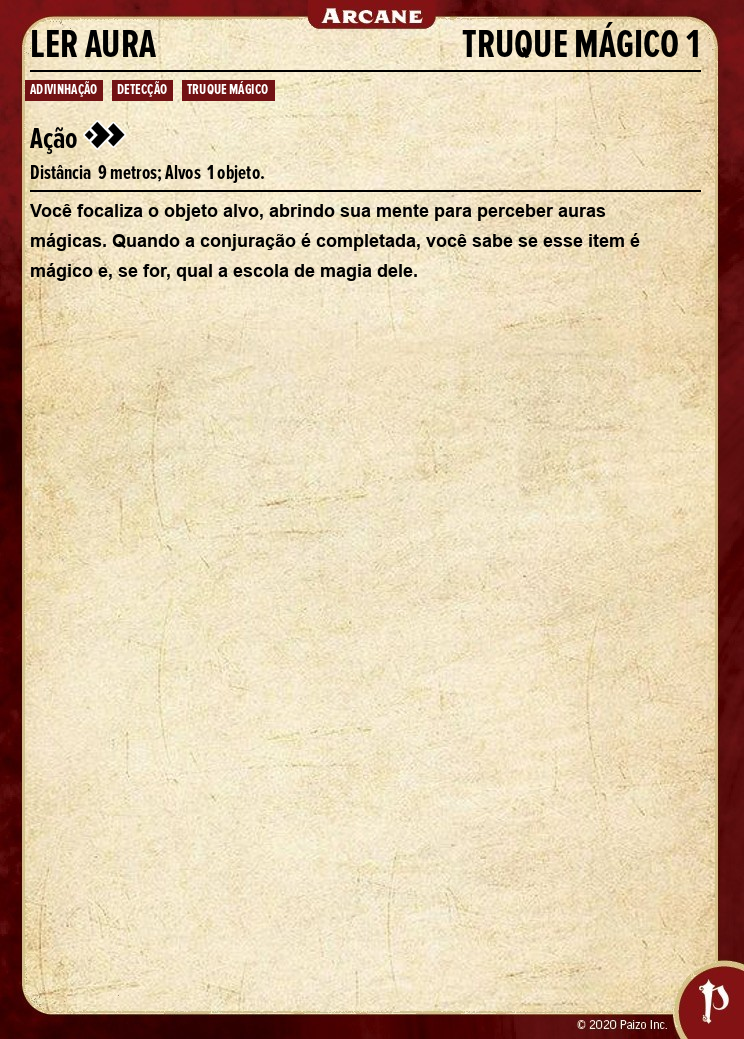 ARCANE
LER AURA TRUQUE MÁGICO 1
ADIVINHAÇÃO DETECÇÃO TRUQUE MÁGICO
Ação
Distância 9 metros; Alvos 1 objeto.
Você focaliza o objeto alvo, abrindo sua mente para perceber auras
mágicas. Quando a conjuração é completada, você sabe se esse item é
mágico e, se for, qual a escola de magia dele.
© 2020 Paizo Inc.
P